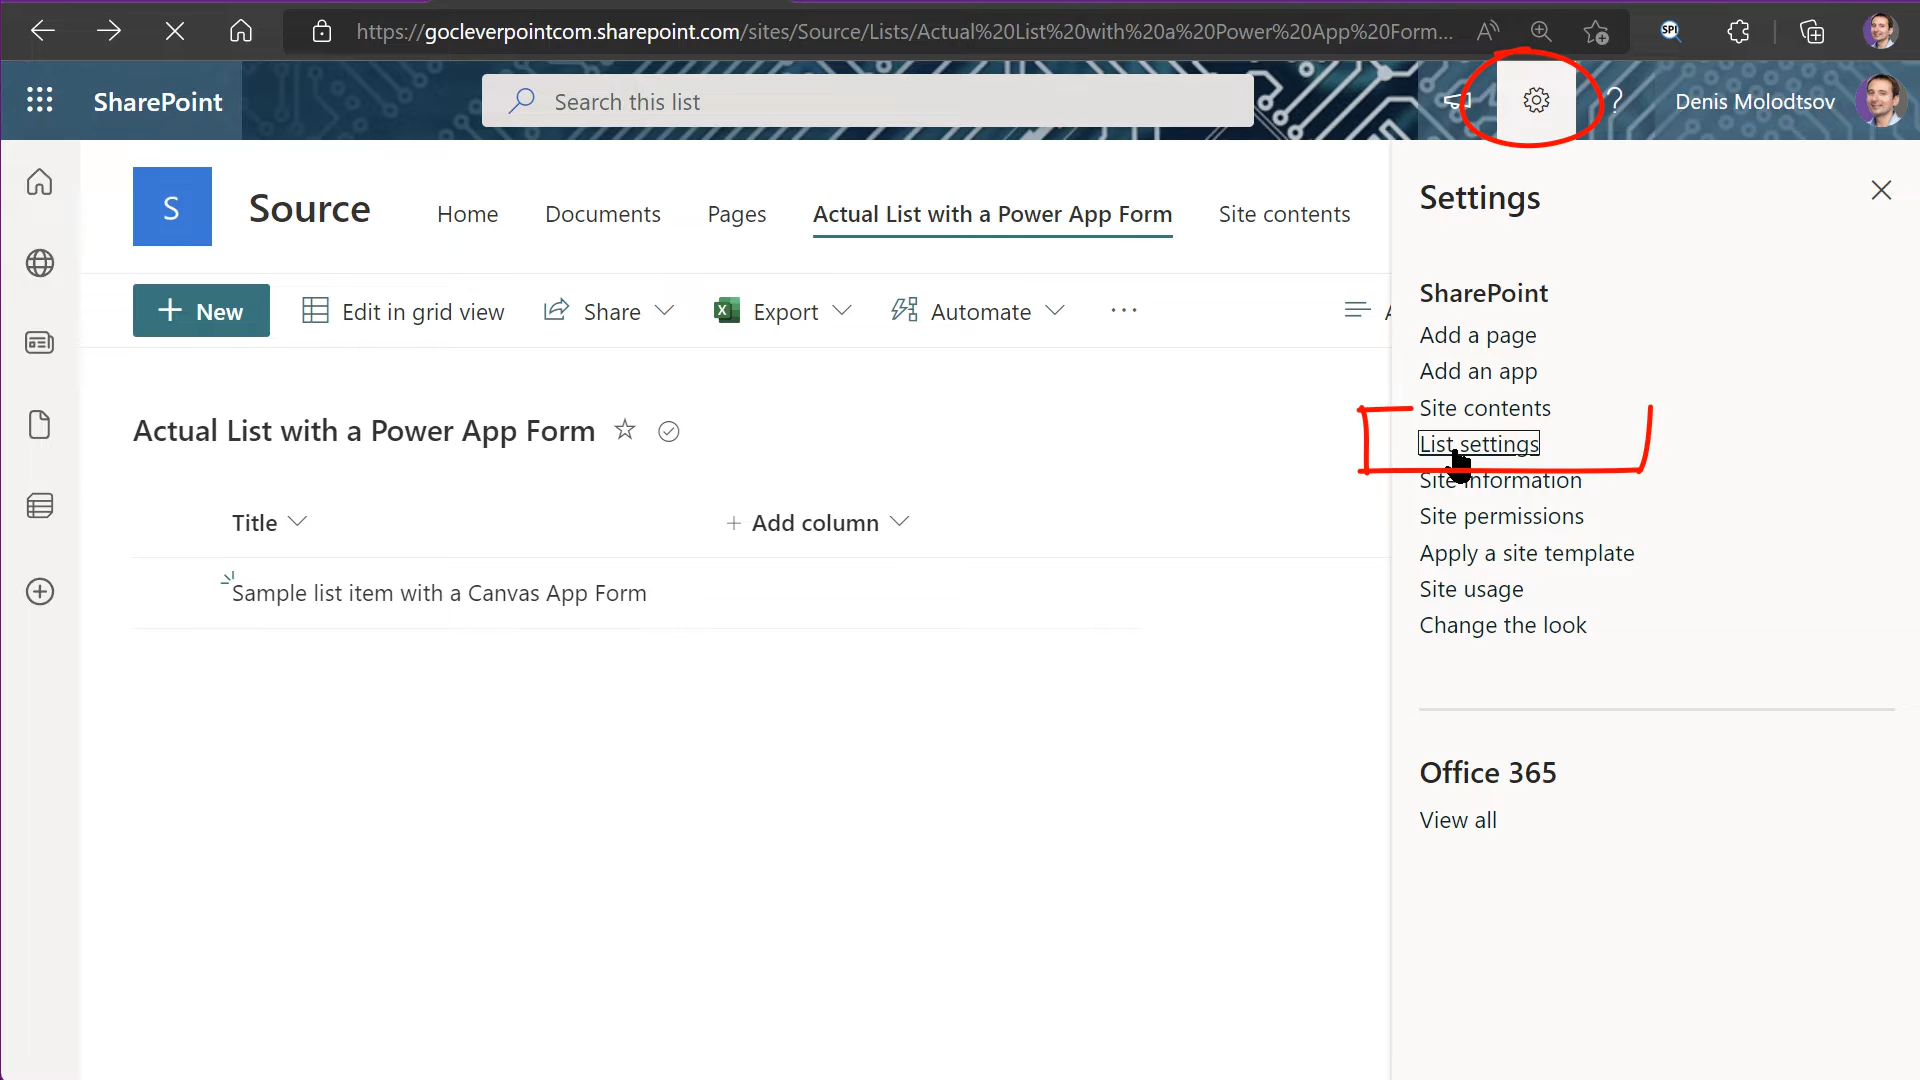 https://gocleverpointcom.sharepoint.com/sites/Source/Lists/Actual%20List%20with%20a%20Power%20App%20Form...
SPI
SharePoint
Search this list
Denis Molodtsov
S
Source
Home
Documents
Pages
Actual List with a Power App Form
Site contents
New
Edit in grid view
Share
Export
Automate
Actual List with a Power App Form
Title
Add column
Sample list item with a Canvas App Form
Settings
SharePoint
Add a page
Add an app
Site contents
List settings
Site information
Site permissions
Apply a site template
Site usage
Change the look
Office 365
View all